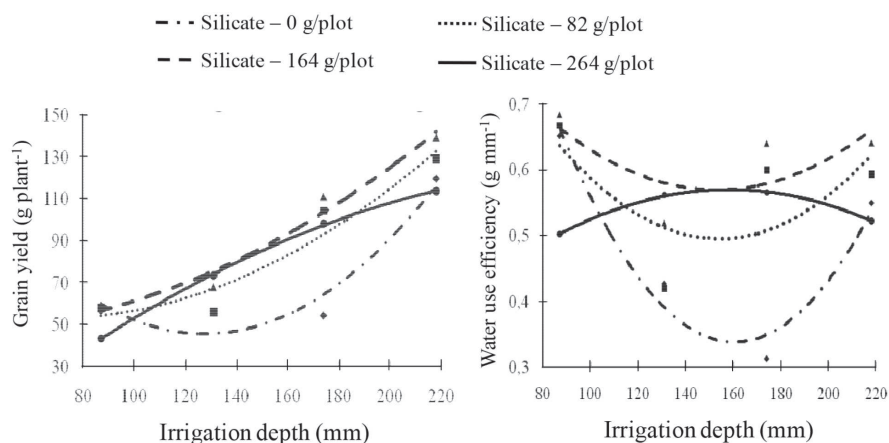 Silicate – 0 g/plot
Silicate – 82 g/plot
Silicate – 164 g/plot
Silicate – 264 g/plot
Grain yield (g plant⁻¹)
150
130
110
90
70
50
30
80 100 120 140 160 180 200 220
Irrigation depth (mm)
Water use efficiency (g mm⁻¹)
0,7
0,6
0,5
0,4
0,3
80 100 120 140 160 180 200 220
Irrigation depth (mm)